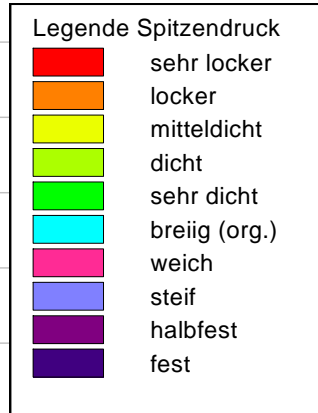 Legende Spitzendruck
sehr locker
locker
mitteldicht
dicht
sehr dicht
breiig (org.)
weich
steif
halbfest
fest